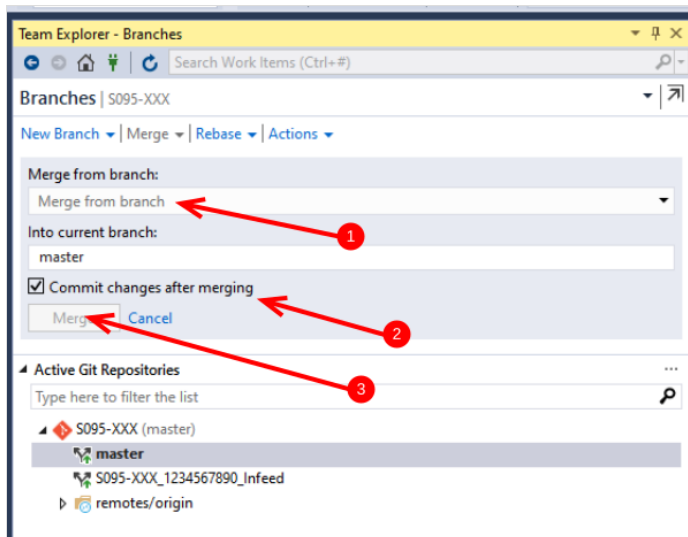 Team Explorer - Branches
Search Work Items (Ctrl+#)
Branches | S095-XXX
New Branch | Merge | Rebase | Actions
Merge from branch:
Merge from branch
1
Into current branch:
master
Commit changes after merging
Merg Cancel
2
Active Git Repositories ...
3
Type here to filter the list
S095-XXX (master)
master
S095-XXX_1234567890_Infeed
remotes/origin